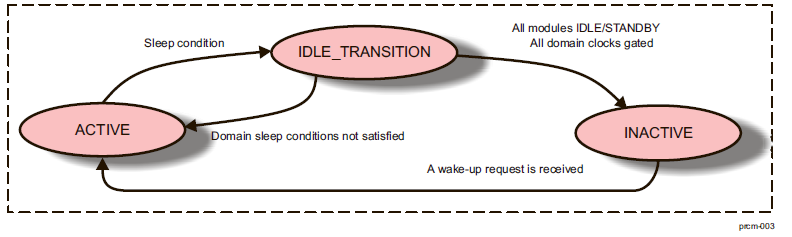 All modules IDLE/STANDBY
All domain clocks gated
Sleep condition
IDLE_TRANSITION
ACTIVE
Domain sleep conditions not satisfied
INACTIVE
A wake-up request is received
prcm-003